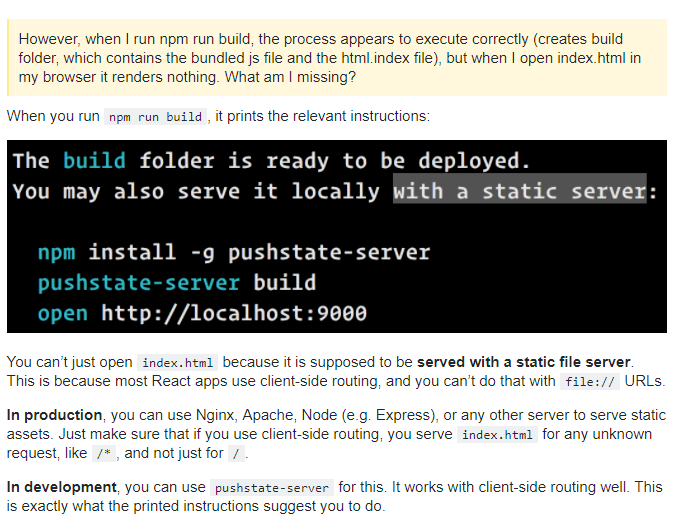 However, when I run npm run build, the process appears to execute correctly (creates build
folder, which contains the bundled js file and the html.index file), but when I open index.html in
my browser it renders nothing. What am I missing?
When you run npm run build , it prints the relevant instructions:
The build folder is ready to be deployed.
You may also serve it locally with a static server:
npm install -g pushstate-server
pushstate-server build
open http://localhost:9000
You can’t just open index.html because it is supposed to be served with a static file server.
This is because most React apps use client-side routing, and you can’t do that with file:// URLs.
In production, you can use Nginx, Apache, Node (e.g. Express), or any other server to serve static
assets. Just make sure that if you use client-side routing, you serve index.html for any unknown
request, like /* , and not just for / .
In development, you can use pushstate-server for this. It works with client-side routing well. This
is exactly what the printed instructions suggest you to do.